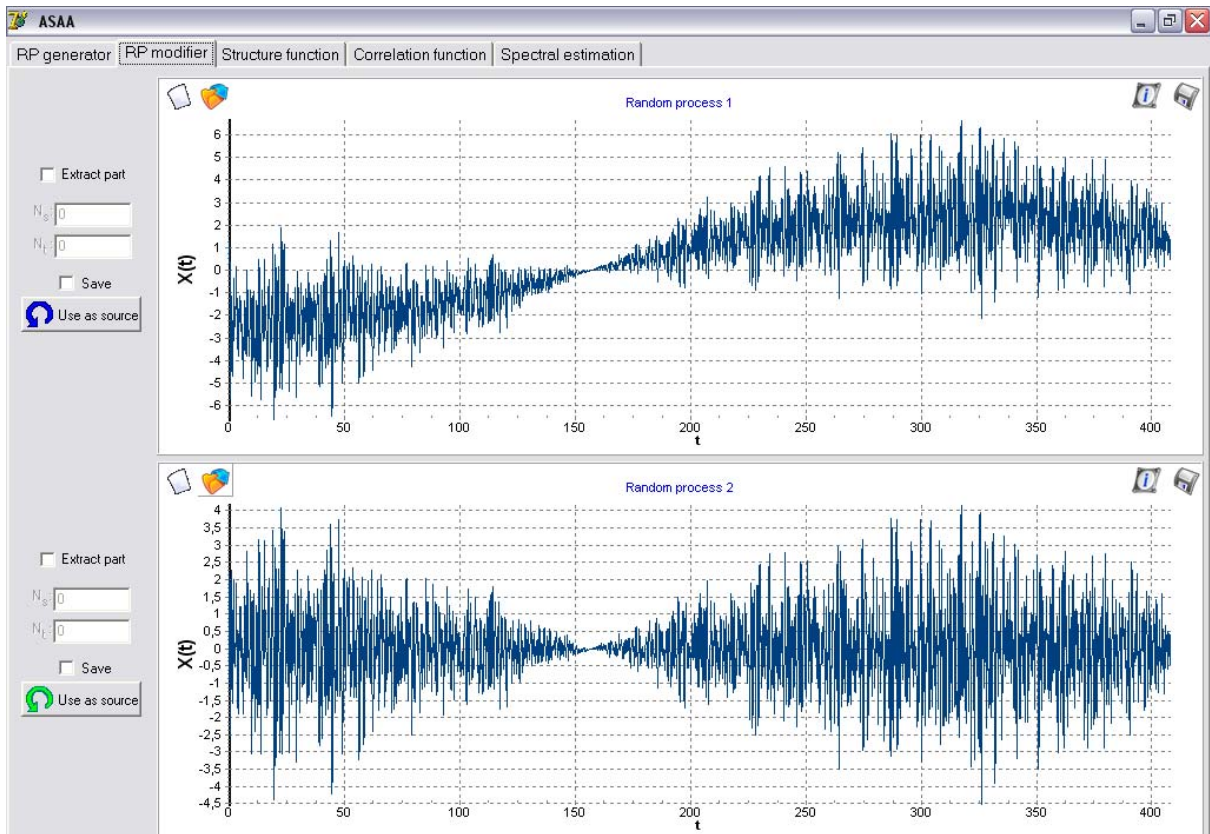 ASAA
RP generator RP modifier Structure function Correlation function Spectral estimation
Random process 1
Extract part
Ns: 0
Nt: 0
Save
Use as source
X(t)
6
5
4
3
2
1
0
-1
-2
-3
-4
-5
-6
0 50 100 150 200 250 300 350 400
t
Random process 2
Extract part
Ns: 0
Nt: 0
Save
Use as source
X(t)
4
3,5
3
2,5
2
1,5
1
0,5
0
-0,5
-1
-1,5
-2
-2,5
-3
-3,5
-4
-4,5
0 50 100 150 200 250 300 350 400
t